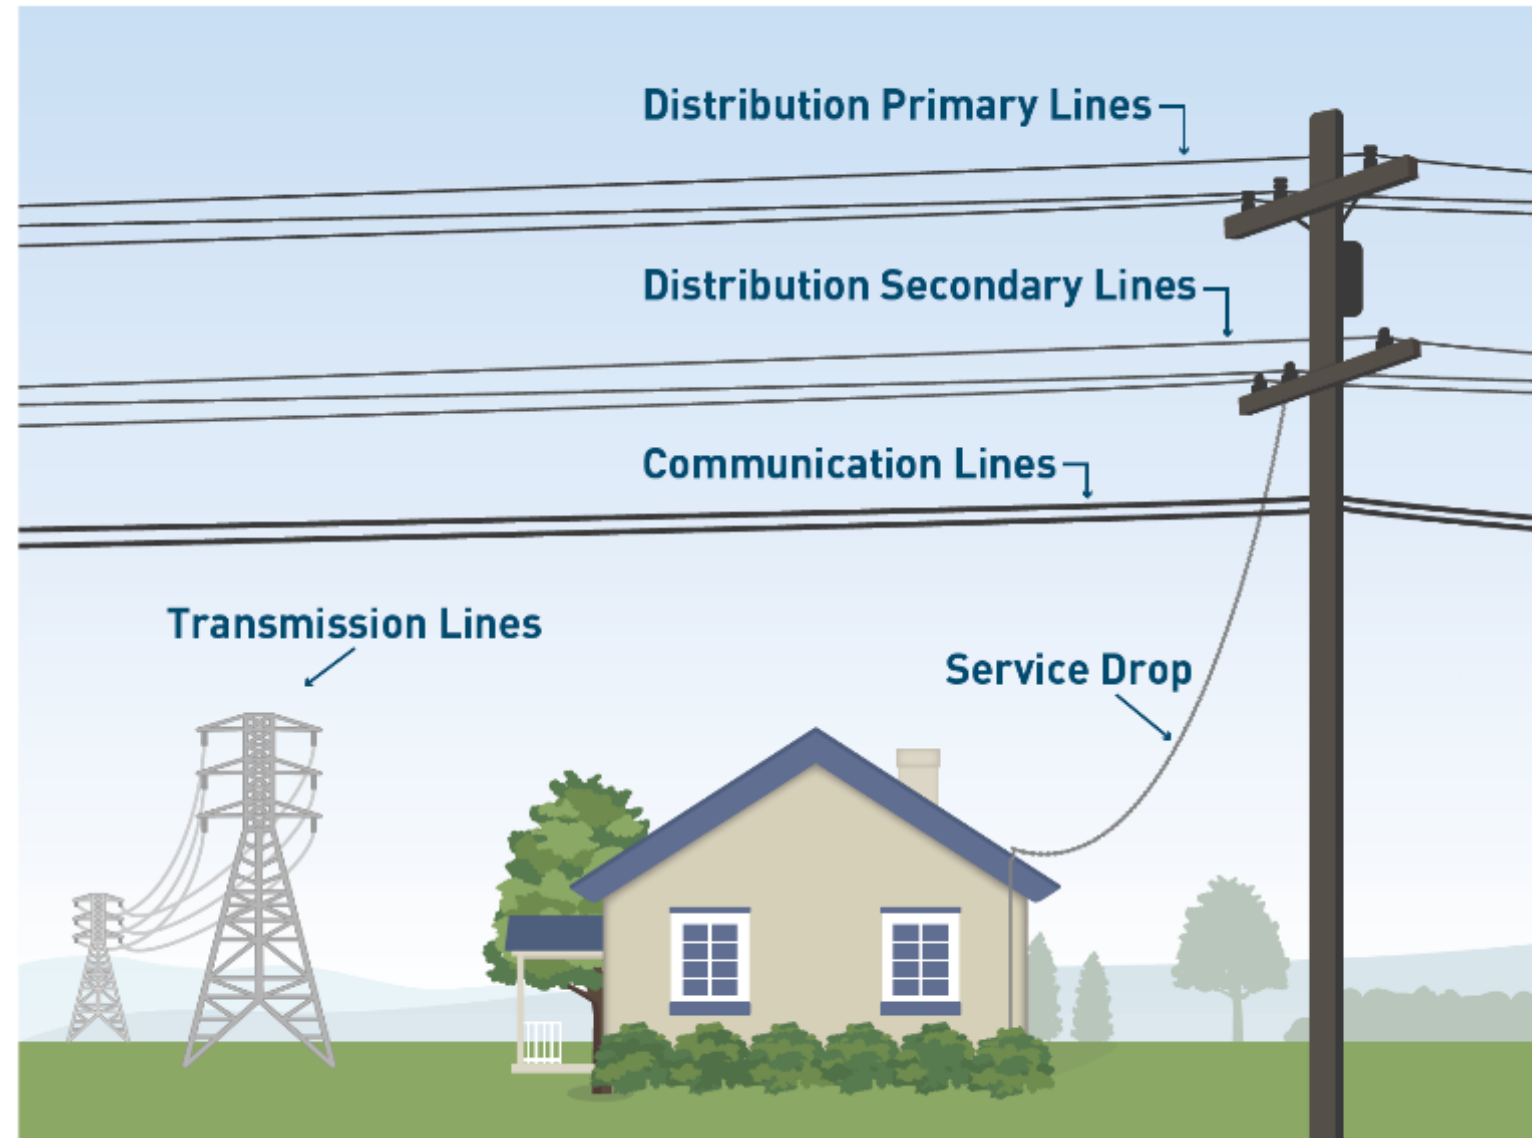 Distribution Primary Lines
Distribution Secondary Lines
Communication Lines
Transmission Lines
Service Drop